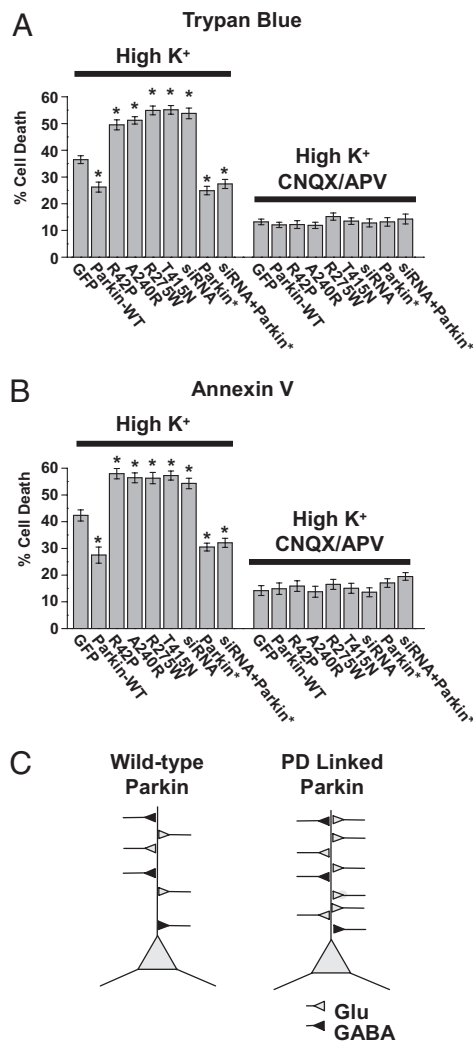 A
Trypan Blue
High K+
% Cell Death
60
50
40
30
20
10
0
* * * * * * * *
High K+
CNQX/APV
GFP
Parkin-WT
R42P
A240R
R275W
T415N
siRNA
Parkin*
siRNA+Parkin*
GFP
Parkin-WT
R42P
A240R
R275W
T415N
siRNA
Parkin*
siRNA+Parkin*
B
Annexin V
High K+
% Cell Death
60
50
40
30
20
10
0
* * * * * * * *
High K+
CNQX/APV
GFP
Parkin-WT
R42P
A240R
R275W
T415N
siRNA
Parkin*
siRNA+Parkin*
GFP
Parkin-WT
R42P
A240R
R275W
T415N
siRNA
Parkin*
siRNA+Parkin*
C
Wild-type
Parkin
PD Linked
Parkin
Glu
GABA